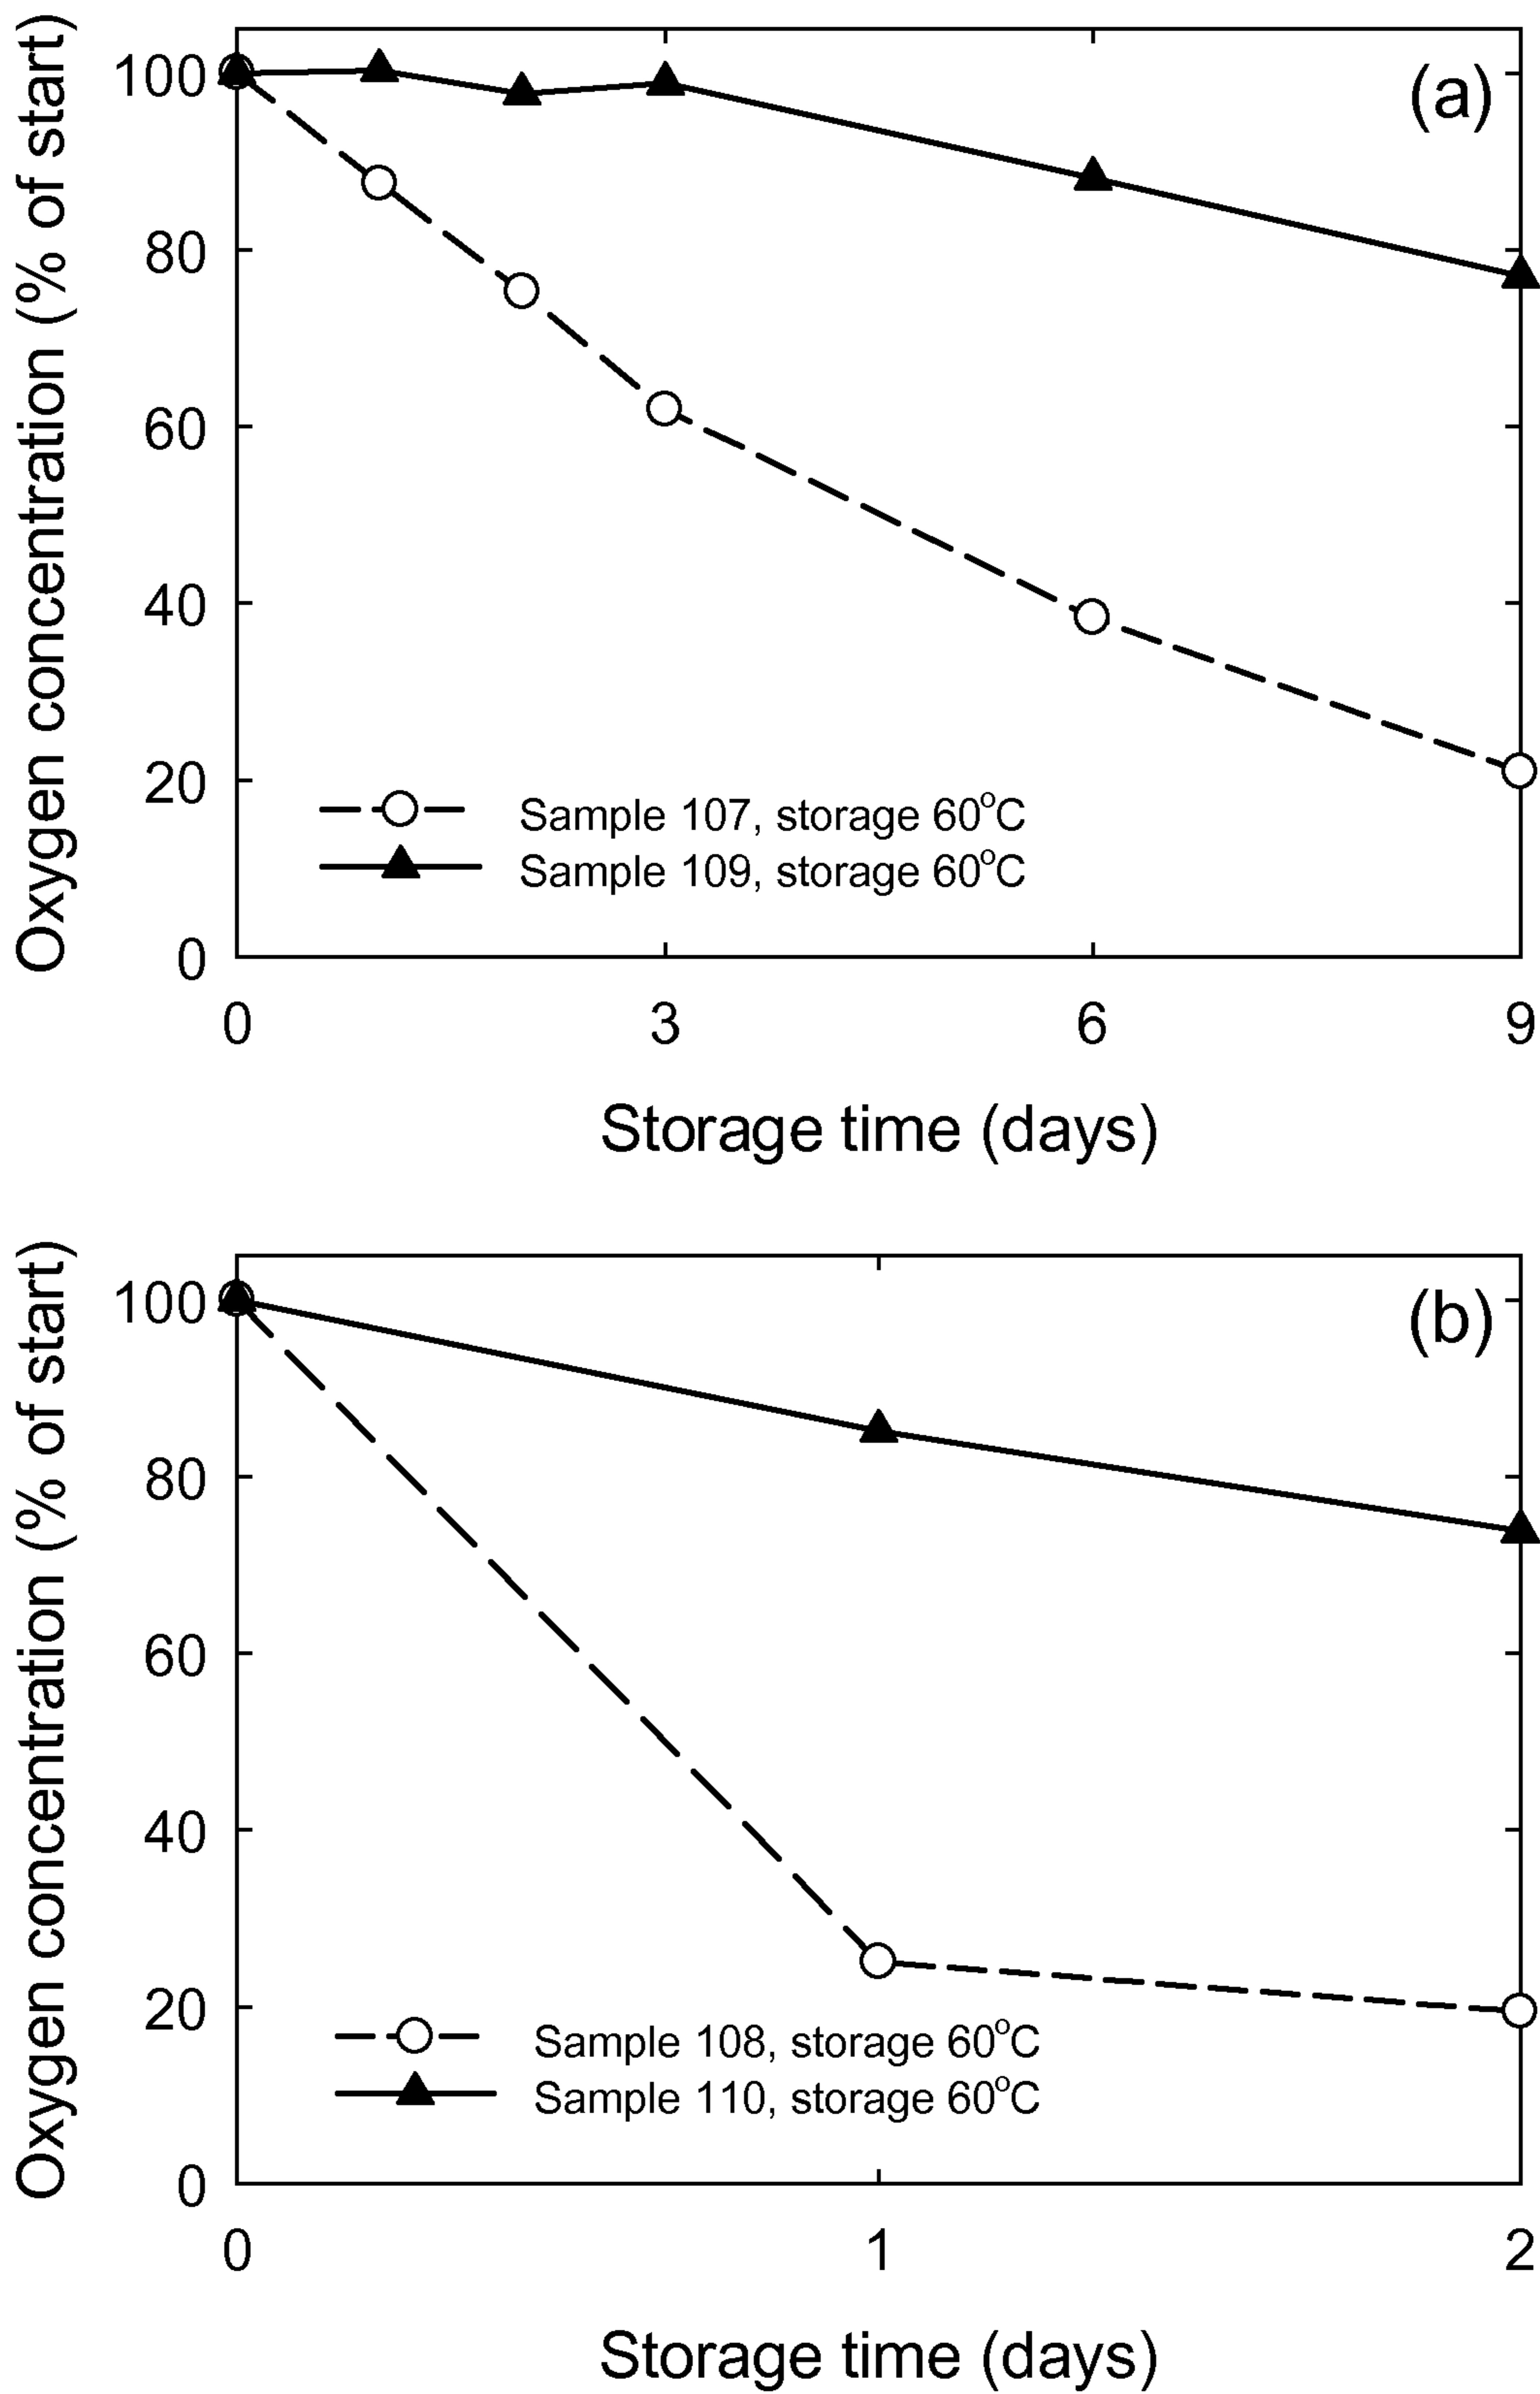 Oxygen concentration (% of start)
100
80
60
40
20
0
(a)
Sample 107, storage 60°C
Sample 109, storage 60°C
0 3 6 9
Storage time (days)
Oxygen concentration (% of start)
100
80
60
40
20
0
(b)
Sample 108, storage 60°C
Sample 110, storage 60°C
0 1 2
Storage time (days)